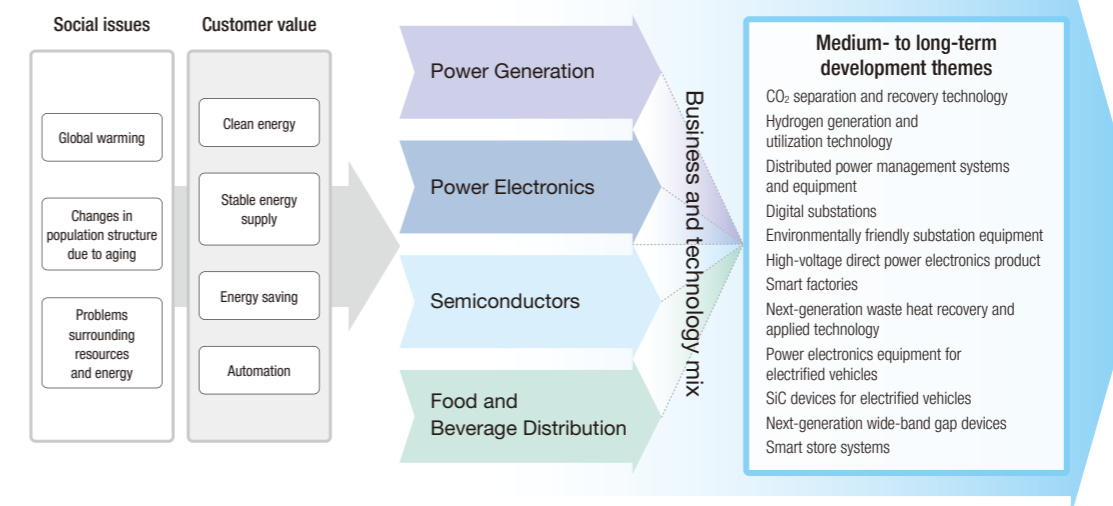 Social issues
Global warming
Changes in
population structure
due to aging
Problems
surrounding
resources
and energy
Customer value
Clean energy
Stable energy
supply
Energy saving
Automation
Power Generation
Power Electronics
Semiconductors
Food and
Beverage Distribution
Business and technology mix
Medium- to long-term
development themes
CO₂ separation and recovery technology
Hydrogen generation and
utilization technology
Distributed power management systems
and equipment
Digital substations
Environmentally friendly substation equipment
High-voltage direct power electronics product
Smart factories
Next-generation waste heat recovery and
applied technology
Power electronics equipment for
electrified vehicles
SiC devices for electrified vehicles
Next-generation wide-band gap devices
Smart store systems